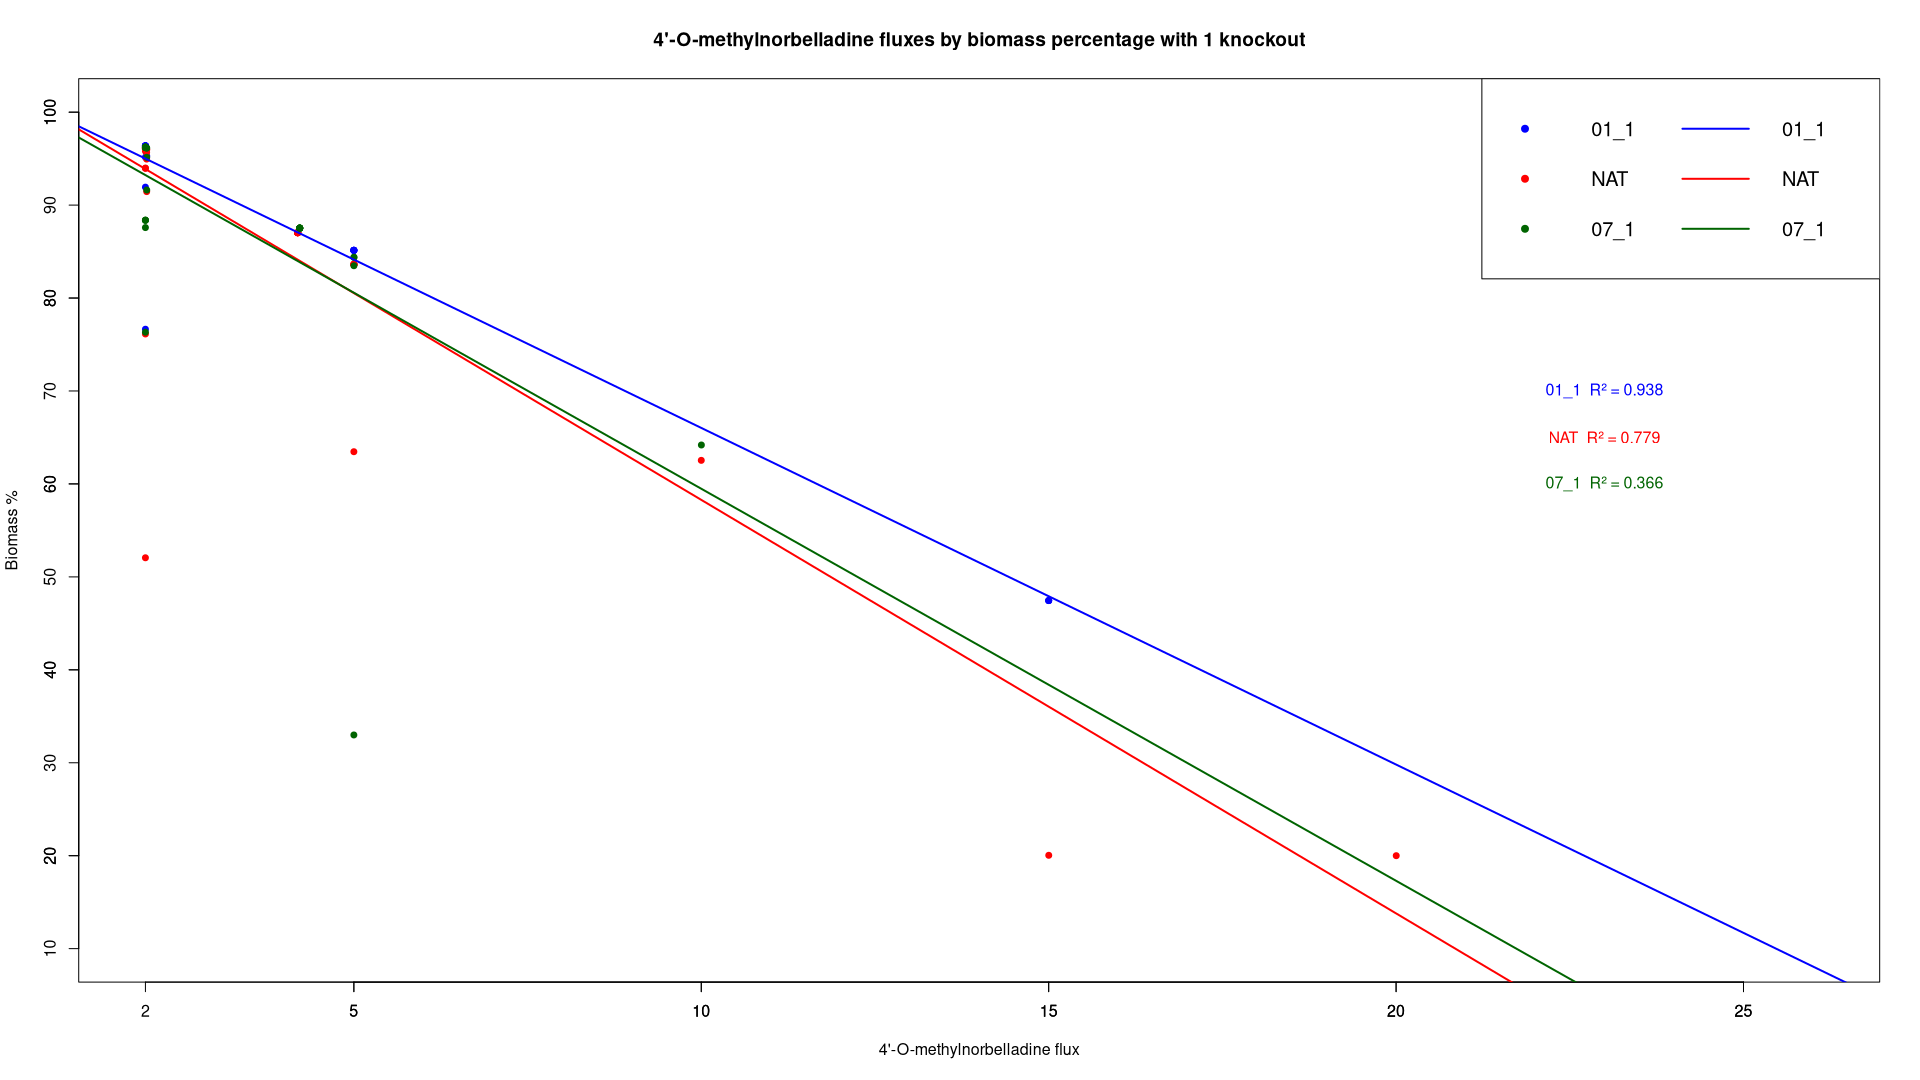 4'-O-methylnorbelladine fluxes by biomass percentage with 1 knockout
01_1 01_1
NAT NAT
07_1 07_1
01_1 R² = 0.938
NAT R² = 0.779
07_1 R² = 0.366
Biomass %
100
90
80
70
60
50
40
30
20
10
2 5 10 15 20 25
4'-O-methylnorbelladine flux